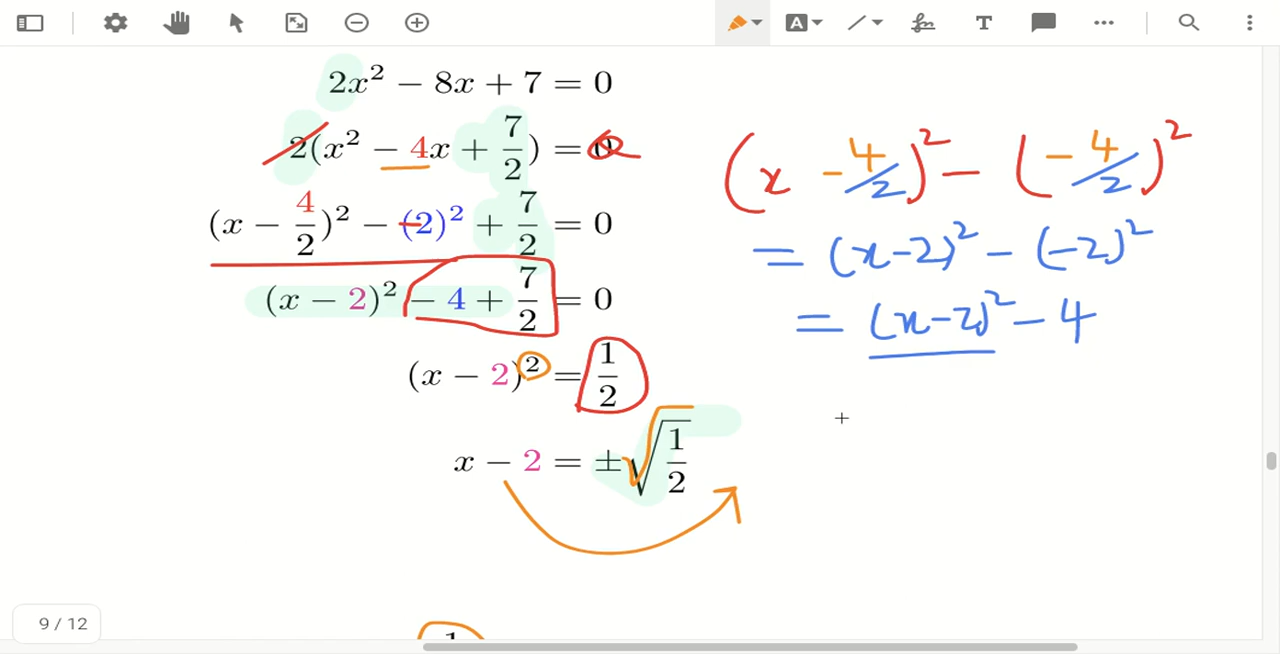 2x² − 8x + 7 = 0
2(x² − 4x + 7/2) = 0
(x − 4/2)² − (−2)² + 7/2 = 0
(x − 2)² − 4 + 7/2 = 0
(x − 2)² = 1/2
x − 2 = ±√(1/2)
(x − 4/2)² − (− 4/2)²
= (x−2)² − (−2)²
= (x−2)² − 4
1
9 / 12
A
T